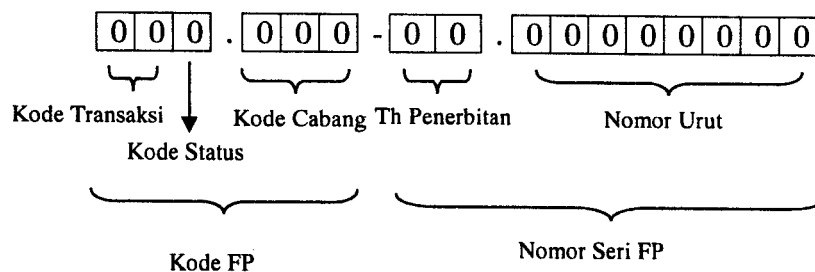 000.000-00.00000000
Kode Transaksi Kode Cabang Th Penerbitan Nomor Urut
Kode Status
Kode FP Nomor Seri FP